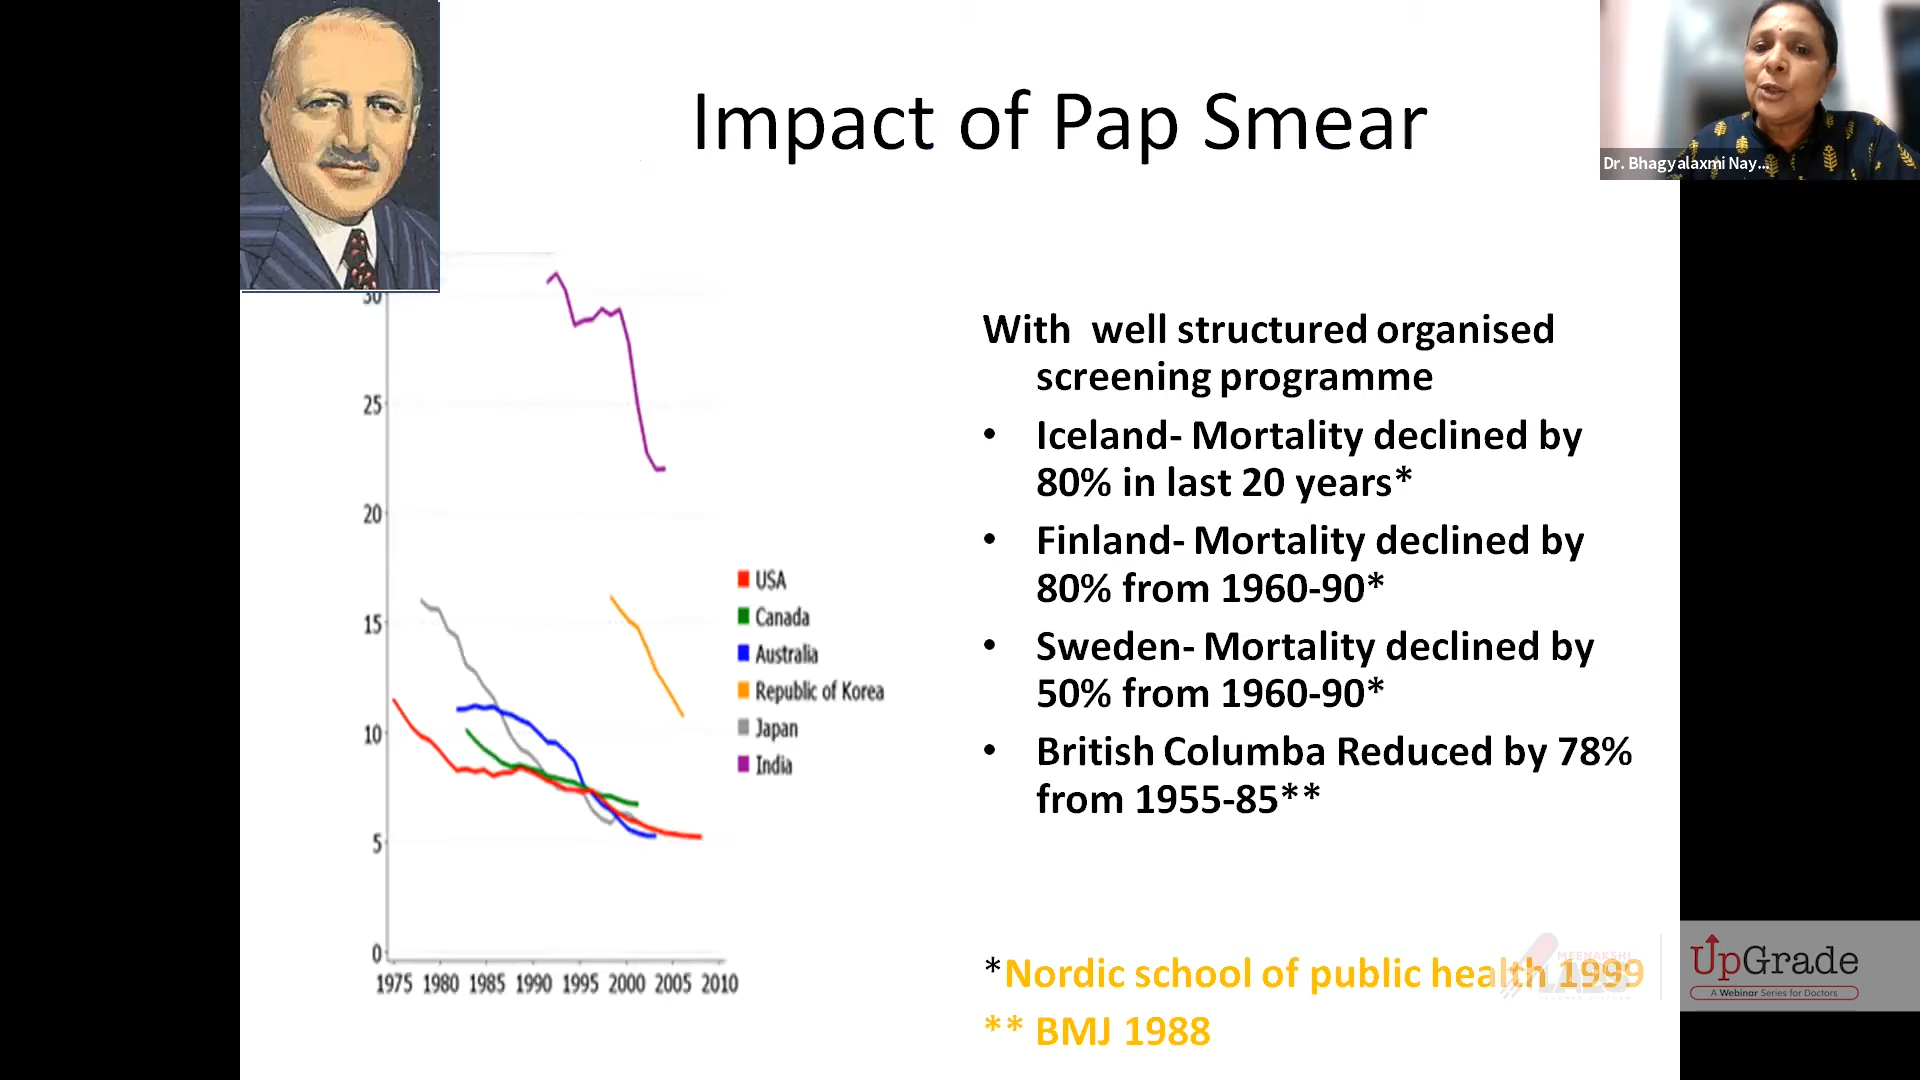 Impact of Pap Smear
Dr. Bhagyalaxmi Nay...
30
25
20
15
10
5
0
1975 1980 1985 1990 1995 2000 2005 2010
USA
Canada
Australia
Republic of Korea
Japan
India
With well structured organised
screening programme
• Iceland- Mortality declined by
80% in last 20 years*
• Finland- Mortality declined by
80% from 1960-90*
• Sweden- Mortality declined by
50% from 1960-90*
• British Columba Reduced by 78%
from 1955-85**
*Nordic school of public health 1999
** BMJ 1988
MEENAKSHI
LABS
UpGrade
A Webinar Series for Doctors